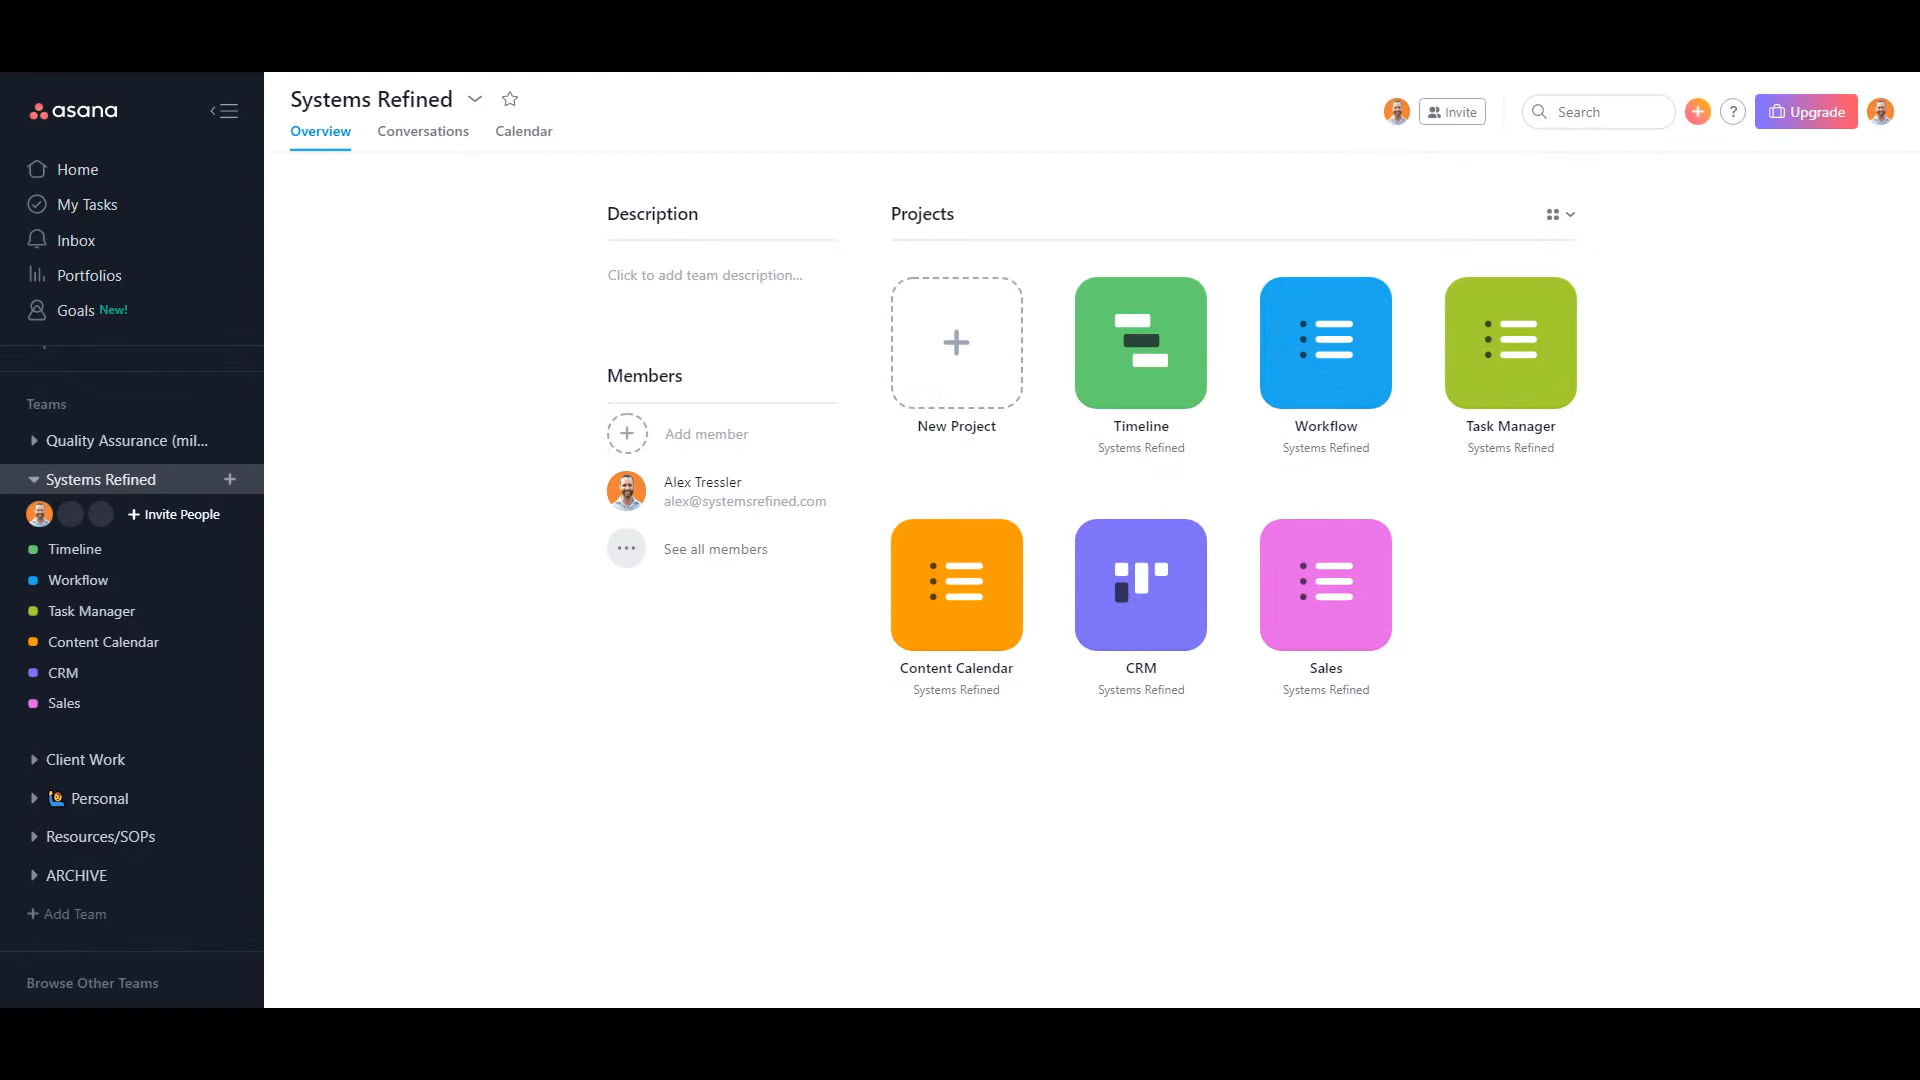 asana
Home
My Tasks
Inbox
Portfolios
Goals New!
Teams
Quality Assurance (mil...
Systems Refined
Invite People
Timeline
Workflow
Task Manager
Content Calendar
CRM
Sales
Client Work
Personal
Resources/SOPs
ARCHIVE
+ Add Team
Browse Other Teams
Systems Refined
Overview Conversations Calendar
Invite
Search
?
Upgrade
Description
Click to add team description...
Members
Add member
Alex Tressler
alex@systemsrefined.com
See all members
Projects
New Project
Timeline
Systems Refined
Workflow
Systems Refined
Task Manager
Systems Refined
Content Calendar
Systems Refined
CRM
Systems Refined
Sales
Systems Refined